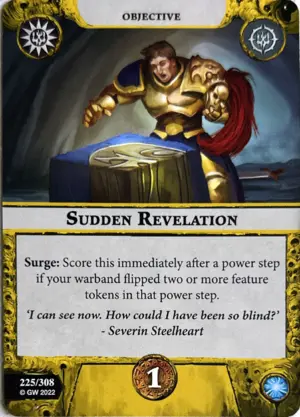 OBJECTIVE
SUDDEN REVELATION
Surge: Score this immediately after a power step
if your warband flipped two or more feature
tokens in that power step.
‘I can see now. How could I have been so blind?’
- Severin Steelheart
225/308
© GW 2022
1